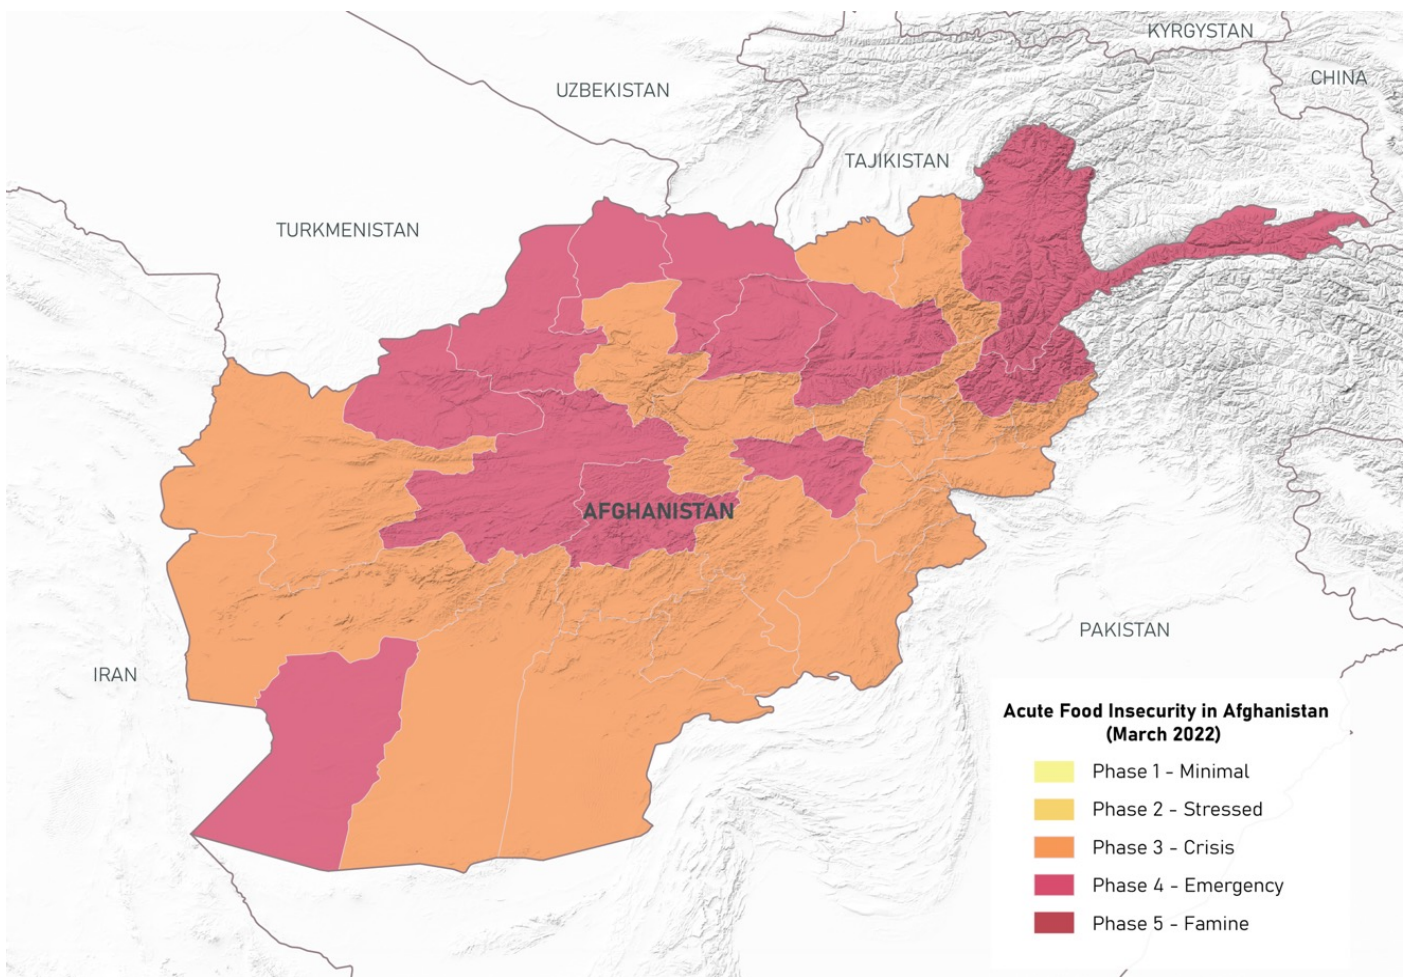 KYRGYSTAN
CHINA
UZBEKISTAN
TAJIKISTAN
TURKMENISTAN
AFGHANISTAN
PAKISTAN
IRAN
Acute Food Insecurity in Afghanistan
(March 2022)
Phase 1 - Minimal
Phase 2 - Stressed
Phase 3 - Crisis
Phase 4 - Emergency
Phase 5 - Famine